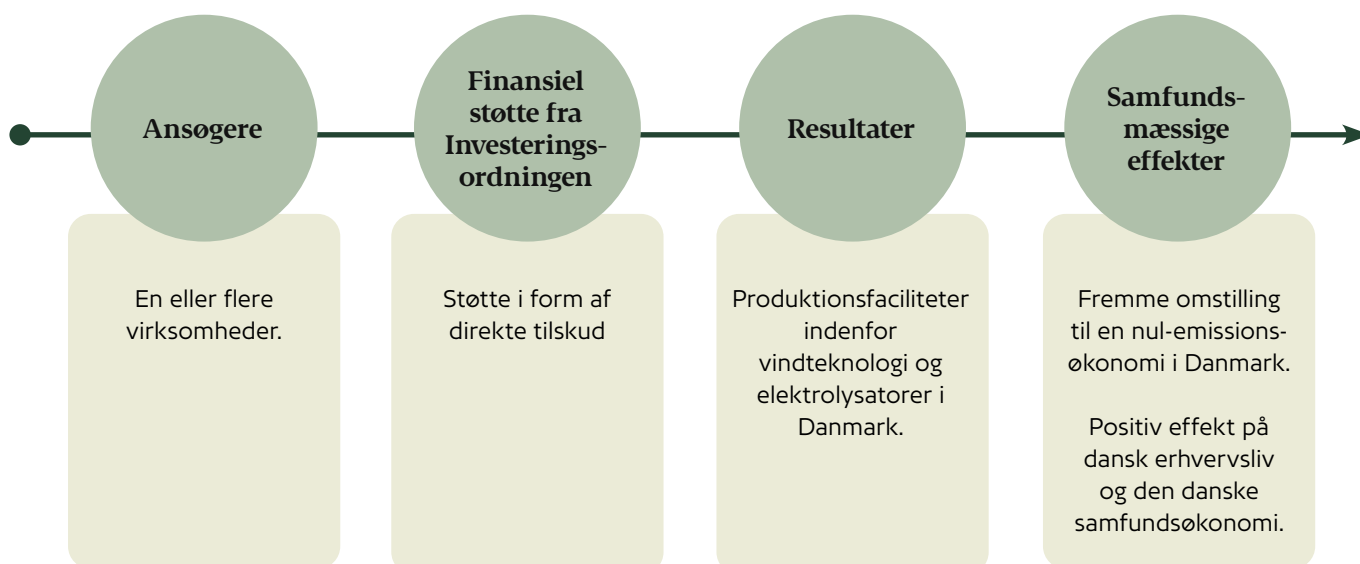 Ansøgere
En eller flere
virksomheder.
Finansiel
støtte fra
Investerings-
ordningen
Støtte i form af
direkte tilskud
Resultater
Produktionsfaciliteter
indenfor
vindteknologi og
elektrolysatorer i
Danmark.
Samfunds-
mæssige
effekter
Fremme omstilling
til en nul-emissions-
økonomi i Danmark.
Positiv effekt på
dansk erhvervsliv
og den danske
samfundsøkonomi.